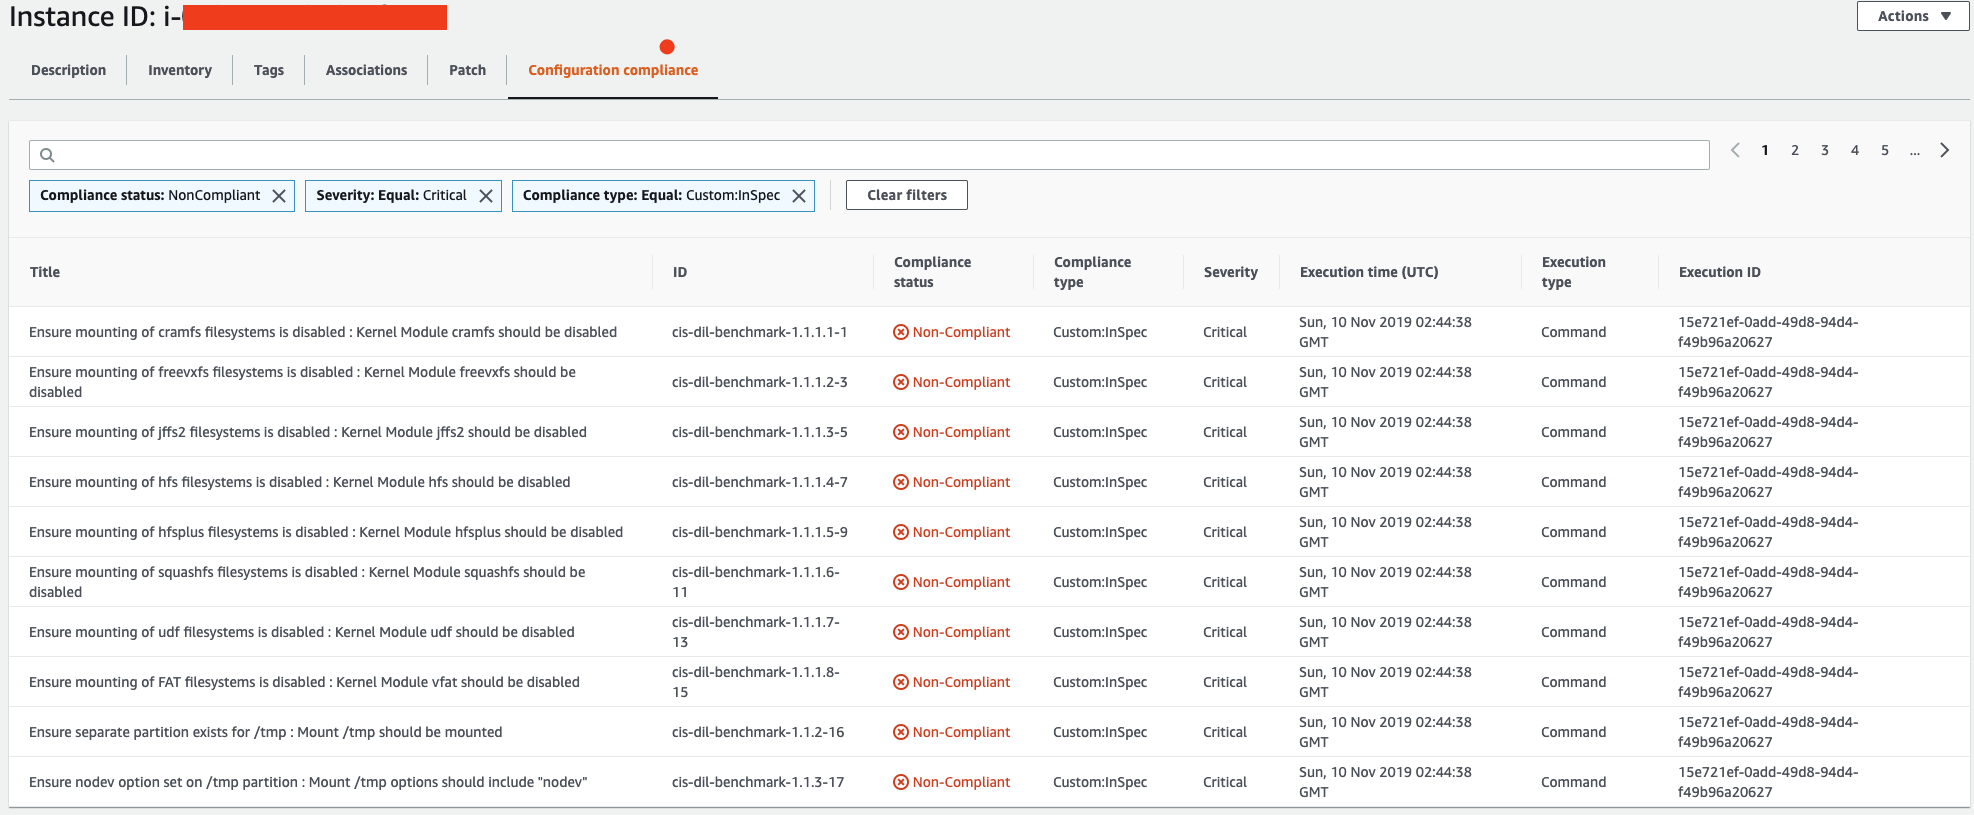 Instance ID: i-
Actions
Description Inventory Tags Associations Patch Configuration compliance
1 2 3 4 5 ...
Compliance status: NonCompliant Severity: Equal: Critical Compliance type: Equal: Custom:InSpec Clear filters
Title ID Compliance status Compliance type Severity Execution time (UTC) Execution type Execution ID
Ensure mounting of cramfs filesystems is disabled : Kernel Module cramfs should be disabled cis-dil-benchmark-1.1.1.1-1 Non-Compliant Custom:InSpec Critical Sun, 10 Nov 2019 02:44:38 GMT Command 15e721ef-0add-49d8-94d4-f49b96a20627
Ensure mounting of freevxfs filesystems is disabled : Kernel Module freevxfs should be disabled cis-dil-benchmark-1.1.1.2-3 Non-Compliant Custom:InSpec Critical Sun, 10 Nov 2019 02:44:38 GMT Command 15e721ef-0add-49d8-94d4-f49b96a20627
Ensure mounting of jffs2 filesystems is disabled : Kernel Module jffs2 should be disabled cis-dil-benchmark-1.1.1.3-5 Non-Compliant Custom:InSpec Critical Sun, 10 Nov 2019 02:44:38 GMT Command 15e721ef-0add-49d8-94d4-f49b96a20627
Ensure mounting of hfs filesystems is disabled : Kernel Module hfs should be disabled cis-dil-benchmark-1.1.1.4-7 Non-Compliant Custom:InSpec Critical Sun, 10 Nov 2019 02:44:38 GMT Command 15e721ef-0add-49d8-94d4-f49b96a20627
Ensure mounting of hfsplus filesystems is disabled : Kernel Module hfsplus should be disabled cis-dil-benchmark-1.1.1.5-9 Non-Compliant Custom:InSpec Critical Sun, 10 Nov 2019 02:44:38 GMT Command 15e721ef-0add-49d8-94d4-f49b96a20627
Ensure mounting of squashfs filesystems is disabled : Kernel Module squashfs should be disabled cis-dil-benchmark-1.1.1.6-11 Non-Compliant Custom:InSpec Critical Sun, 10 Nov 2019 02:44:38 GMT Command 15e721ef-0add-49d8-94d4-f49b96a20627
Ensure mounting of udf filesystems is disabled : Kernel Module udf should be disabled cis-dil-benchmark-1.1.1.7-13 Non-Compliant Custom:InSpec Critical Sun, 10 Nov 2019 02:44:38 GMT Command 15e721ef-0add-49d8-94d4-f49b96a20627
Ensure mounting of FAT filesystems is disabled : Kernel Module vfat should be disabled cis-dil-benchmark-1.1.1.8-15 Non-Compliant Custom:InSpec Critical Sun, 10 Nov 2019 02:44:38 GMT Command 15e721ef-0add-49d8-94d4-f49b96a20627
Ensure separate partition exists for /tmp : Mount /tmp should be mounted cis-dil-benchmark-1.1.2-16 Non-Compliant Custom:InSpec Critical Sun, 10 Nov 2019 02:44:38 GMT Command 15e721ef-0add-49d8-94d4-f49b96a20627
Ensure nodev option set on /tmp partition : Mount /tmp options should include "nodev" cis-dil-benchmark-1.1.3-17 Non-Compliant Custom:InSpec Critical Sun, 10 Nov 2019 02:44:38 GMT Command 15e721ef-0add-49d8-94d4-f49b96a20627